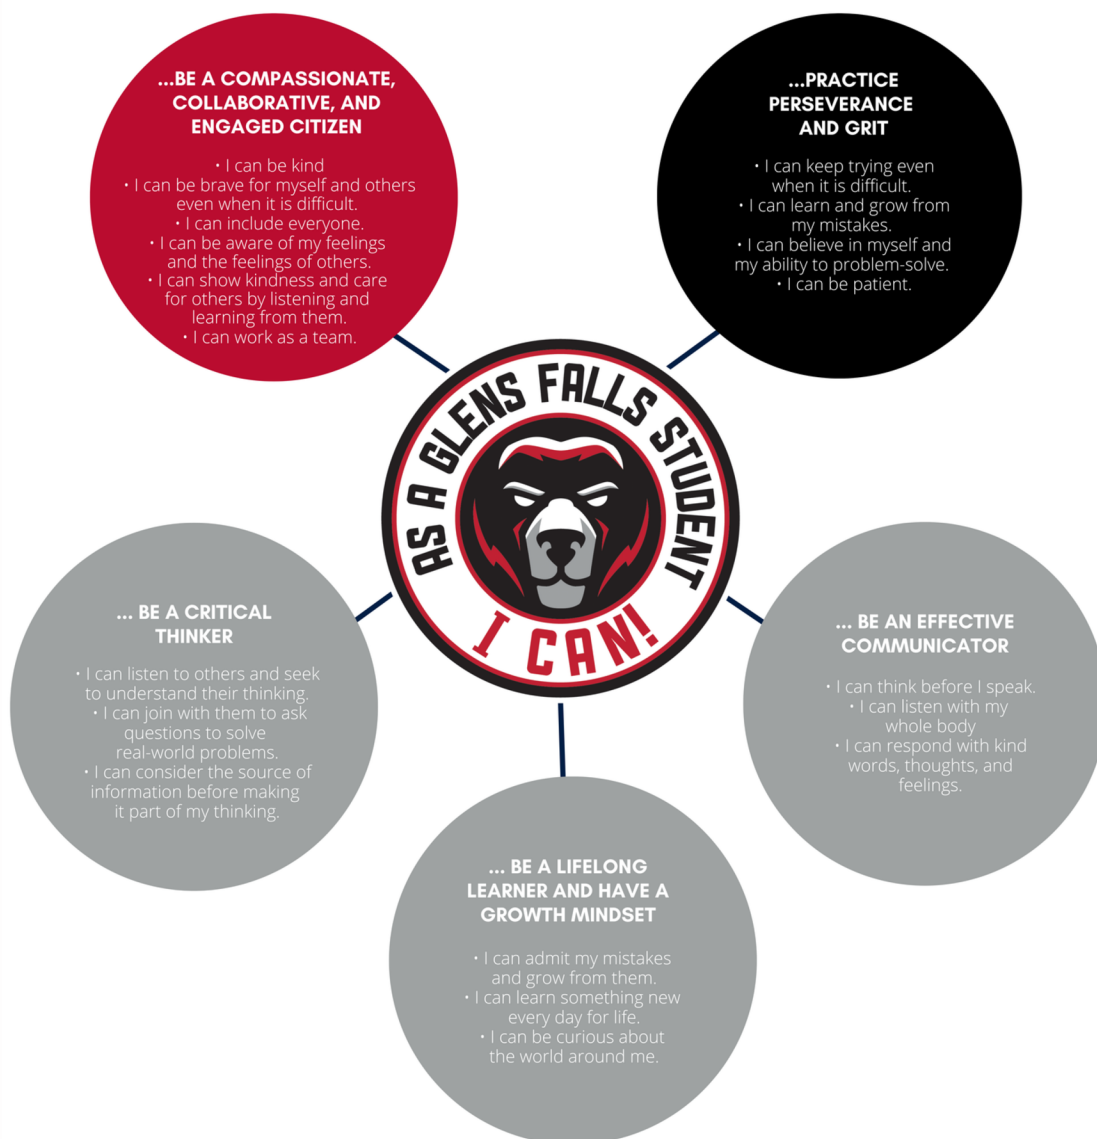 ...BE A COMPASSIONATE,
COLLABORATIVE, AND
ENGAGED CITIZEN
• I can be kind
• I can be brave for myself and others
even when it is difficult.
• I can include everyone.
• I can be aware of my feelings
and the feelings of others.
• I can show kindness and care
for others by listening and
learning from them.
• I can work as a team.
...PRACTICE
PERSEVERANCE
AND GRIT
• I can keep trying even
when it is difficult.
• I can learn and grow from
my mistakes.
• I can believe in myself and
my ability to problem-solve.
• I can be patient.
AS A GLENS FALLS STUDENT
I CAN!
... BE A CRITICAL
THINKER
• I can listen to others and seek
to understand their thinking.
• I can join with them to ask
questions to solve
real-world problems.
• I can consider the source of
information before making
it part of my thinking.
... BE AN EFFECTIVE
COMMUNICATOR
• I can think before I speak.
• I can listen with my
whole body
• I can respond with kind
words, thoughts, and
feelings.
... BE A LIFELONG
LEARNER AND HAVE A
GROWTH MINDSET
• I can admit my mistakes
and grow from them.
• I can learn something new
every day for life.
• I can be curious about
the world around me.